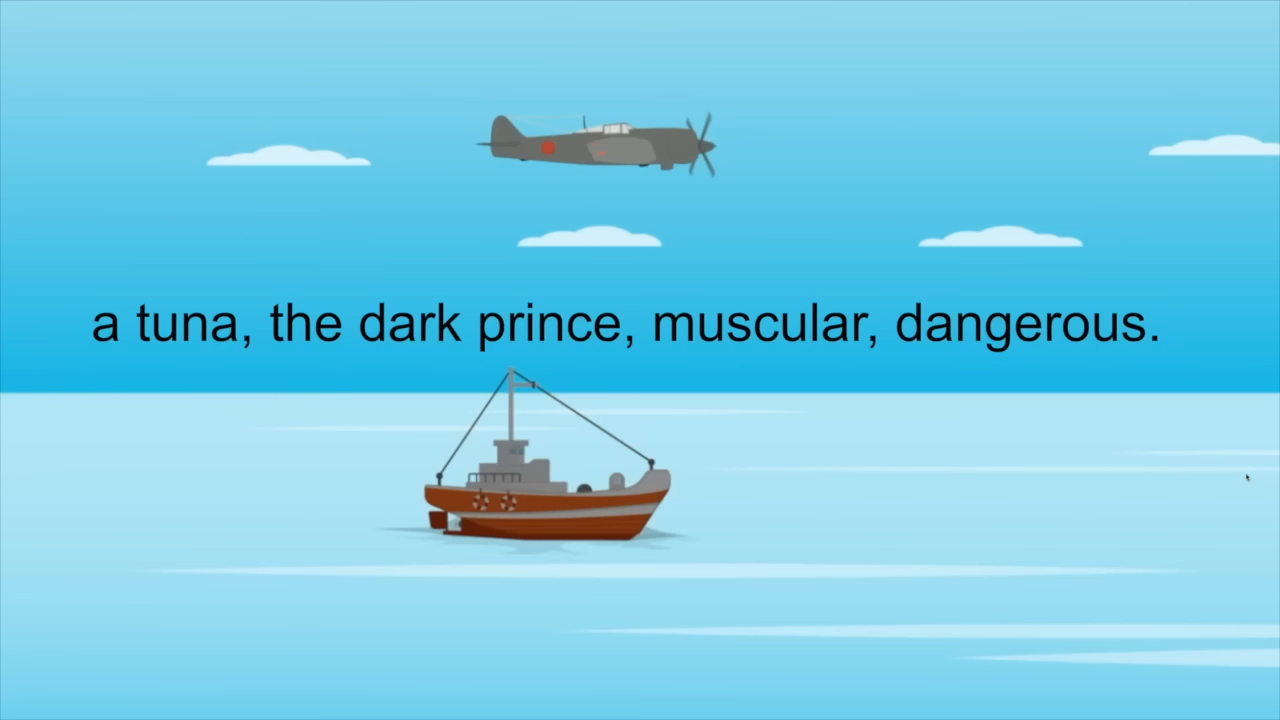 a tuna, the dark prince, muscular, dangerous.